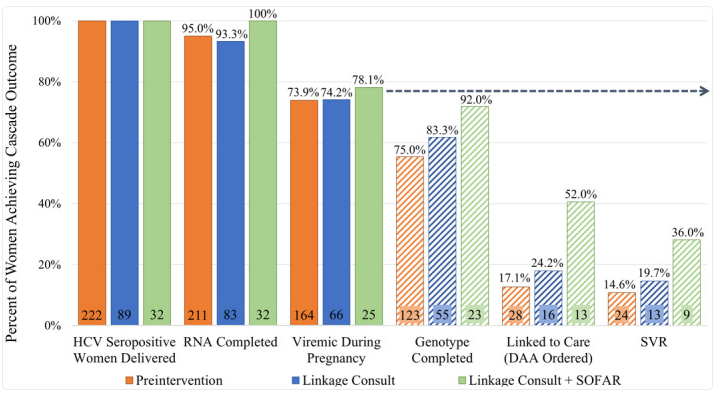 Percent of Women Achieving Cascade Outcome
100%
80%
60%
40%
20%
0%
95.0% 93.3% 100%
73.9% 74.2% 78.1%
75.0% 83.3% 92.0%
17.1% 24.2% 52.0%
14.6% 19.7% 36.0%
222 89 32 211 83 32 164 66 25 123 55 23 28 16 13 24 13 9
HCV Seropositive
Women Delivered
RNA Completed
Viremic During
Pregnancy
Genotype
Completed
Linked to Care
(DAA Ordered)
SVR
Preintervention
Linkage Consult
Linkage Consult + SOFAR